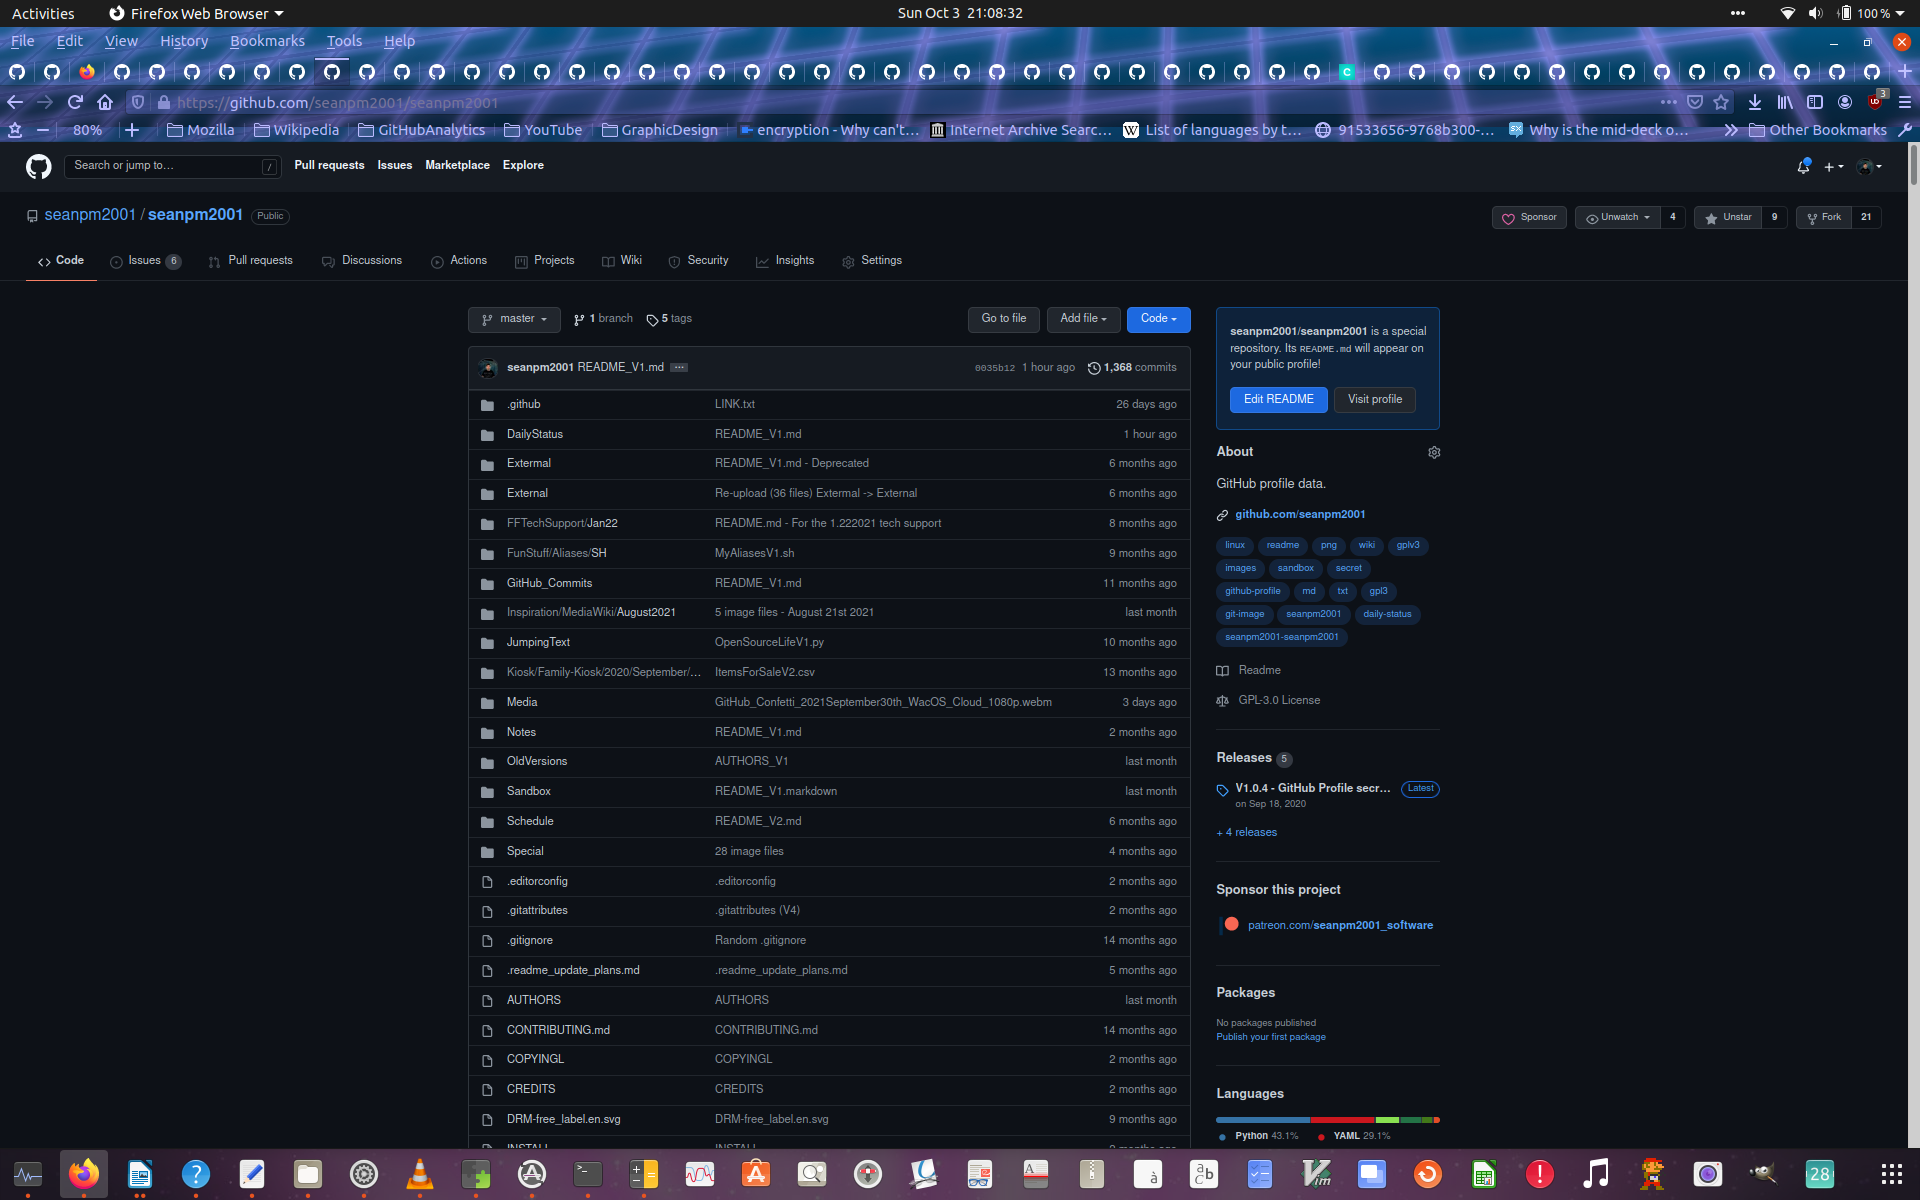 Activities Firefox Web Browser Sun Oct 3 21:08:32 100 %
File Edit View History Bookmarks Tools Help
https://github.com/seanpm2001/seanpm2001 3
80% Mozilla Wikipedia GitHubAnalytics YouTube GraphicDesign encryption - Why can't… Internet Archive Searc… List of languages by t… 91533656-9768b300-… Why is the mid-deck o… Other Bookmarks
Search or jump to… / Pull requests Issues Marketplace Explore
seanpm2001 / seanpm2001 Public Sponsor Unwatch 4 Unstar 9 Fork 21
Code Issues 6 Pull requests Discussions Actions Projects Wiki Security Insights Settings
master 1 branch 5 tags Go to file Add file Code
seanpm2001 README_V1.md ··· 0035b12 1 hour ago 1,368 commits
.github LINK.txt 26 days ago
DailyStatus README_V1.md 1 hour ago
Extermal README_V1.md - Deprecated 6 months ago
External Re-upload (36 files) Extermal -> External 6 months ago
FFTechSupport/Jan22 README.md - For the 1.222021 tech support 8 months ago
FunStuff/Aliases/SH MyAliasesV1.sh 9 months ago
GitHub_Commits README_V1.md 11 months ago
Inspiration/MediaWiki/August2021 5 image files - August 21st 2021 last month
JumpingText OpenSourceLifeV1.py 10 months ago
Kiosk/Family-Kiosk/2020/September/… ItemsForSaleV2.csv 13 months ago
Media GitHub_Confetti_2021September30th_WacOS_Cloud_1080p.webm 3 days ago
Notes README_V1.md 2 months ago
OldVersions AUTHORS_V1 last month
Sandbox README_V1.markdown last month
Schedule README_V2.md 6 months ago
Special 28 image files 4 months ago
.editorconfig .editorconfig 2 months ago
.gitattributes .gitattributes (V4) 2 months ago
.gitignore Random .gitignore 14 months ago
.readme_update_plans.md .readme_update_plans.md 5 months ago
AUTHORS AUTHORS last month
CONTRIBUTING.md CONTRIBUTING.md 14 months ago
COPYINGL COPYINGL 2 months ago
CREDITS CREDITS 2 months ago
DRM-free_label.en.svg DRM-free_label.en.svg 9 months ago
seanpm2001/seanpm2001 is a special
repository. Its README.md will appear on
your public profile!
Edit README Visit profile
About
GitHub profile data.
github.com/seanpm2001
linux readme png wiki gplv3
images sandbox secret
github-profile md txt gpl3
git-image seanpm2001 daily-status
seanpm2001-seanpm2001
Readme
GPL-3.0 License
Releases 5
V1.0.4 - GitHub Profile secr… Latest
on Sep 18, 2020
+ 4 releases
Sponsor this project
patreon.com/seanpm2001_software
Packages
No packages published
Publish your first package
Languages
Python 43.1% YAML 29.1%
28